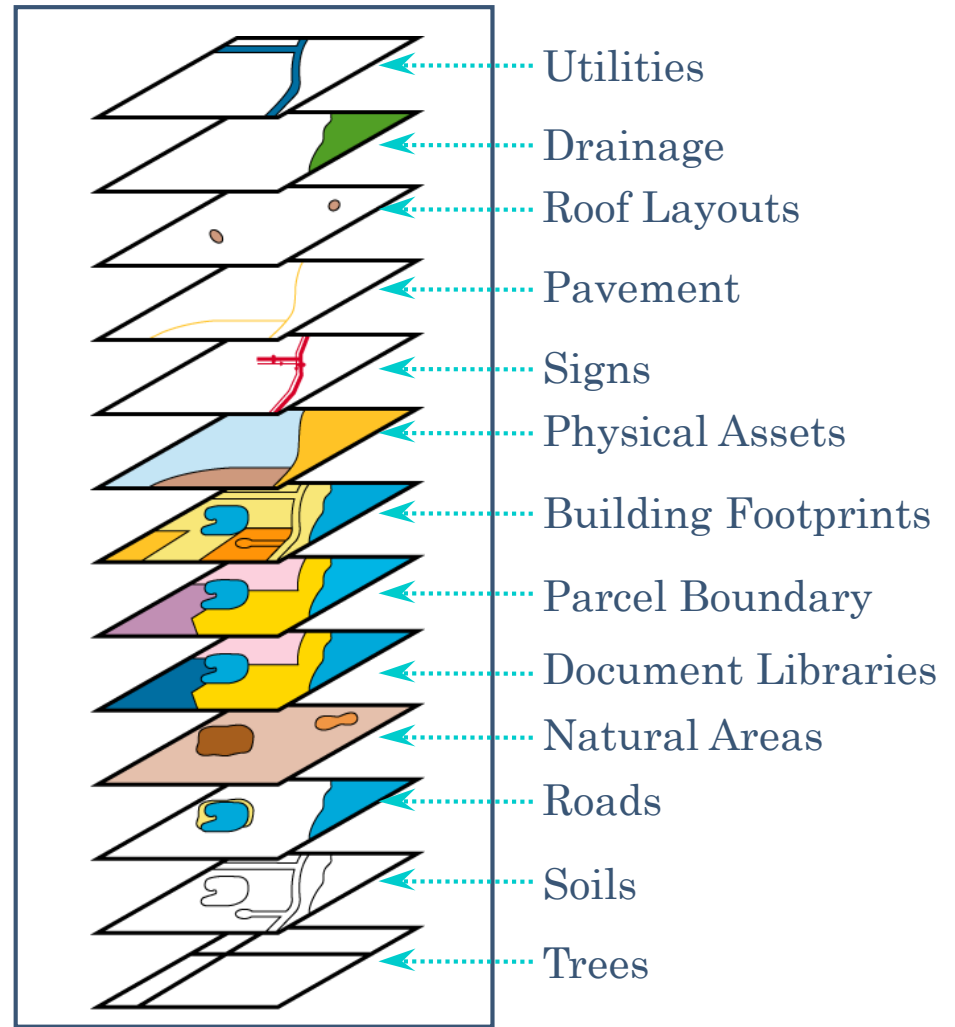 Utilities
Drainage
Roof Layouts
Pavement
Signs
Physical Assets
Building Footprints
Parcel Boundary
Document Libraries
Natural Areas
Roads
Soils
Trees